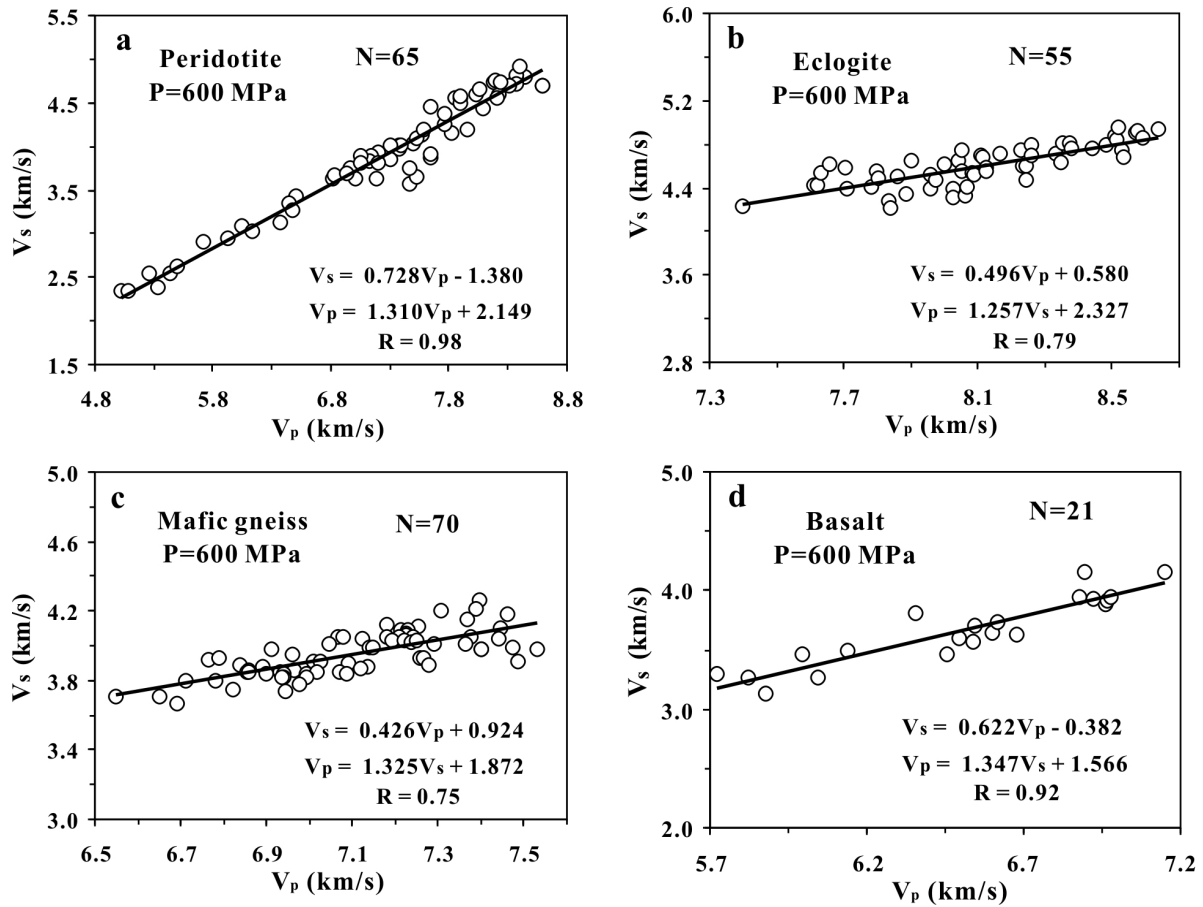 a
Peridotite
P=600 MPa
N=65
Vs = 0.728Vp - 1.380
Vp = 1.310Vp + 2.149
R = 0.98
5.5
4.5
3.5
2.5
1.5
Vs (km/s)
4.8 5.8 6.8 7.8 8.8
Vp (km/s)
b
Eclogite
P=600 MPa
N=55
Vs = 0.496Vp + 0.580
Vp = 1.257Vs + 2.327
R = 0.79
6.0
5.2
4.4
3.6
2.8
Vs (km/s)
7.3 7.7 8.1 8.5
Vp (km/s)
c
Mafic gneiss
P=600 MPa
N=70
Vs = 0.426Vp + 0.924
Vp = 1.325Vs + 1.872
R = 0.75
5.0
4.6
4.2
3.8
3.4
3.0
Vs (km/s)
6.5 6.7 6.9 7.1 7.3 7.5
Vp (km/s)
d
Basalt
P=600 MPa
N=21
Vs = 0.622Vp - 0.382
Vp = 1.347Vs + 1.566
R = 0.92
5.0
4.0
3.0
2.0
Vs (km/s)
5.7 6.2 6.7 7.2
Vp (km/s)